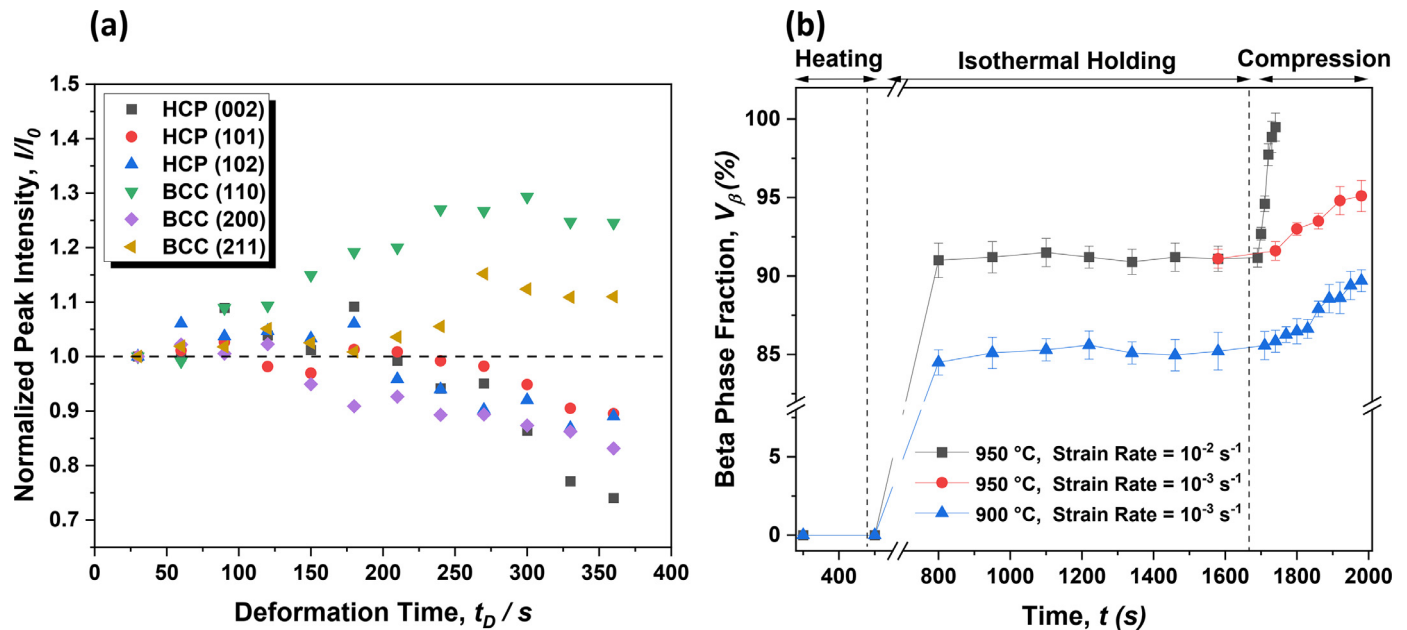 (a)
Normalized Peak Intensity, I/I0
1.5
1.4
1.3
1.2
1.1
1.0
0.9
0.8
0.7
HCP (002)
HCP (101)
HCP (102)
BCC (110)
BCC (200)
BCC (211)
0
50
100
150
200
250
300
350
400
Deformation Time, tD / s
(b)
Heating
Isothermal Holding
Compression
Beta Phase Fraction, Vβ (%)
100
95
90
85
5
0
950 °C, Strain Rate = 10-2 s-1
950 °C, Strain Rate = 10-3 s-1
900 °C, Strain Rate = 10-3 s-1
400
600
800
1000
1200
1400
1600
1800
2000
Time, t (s)